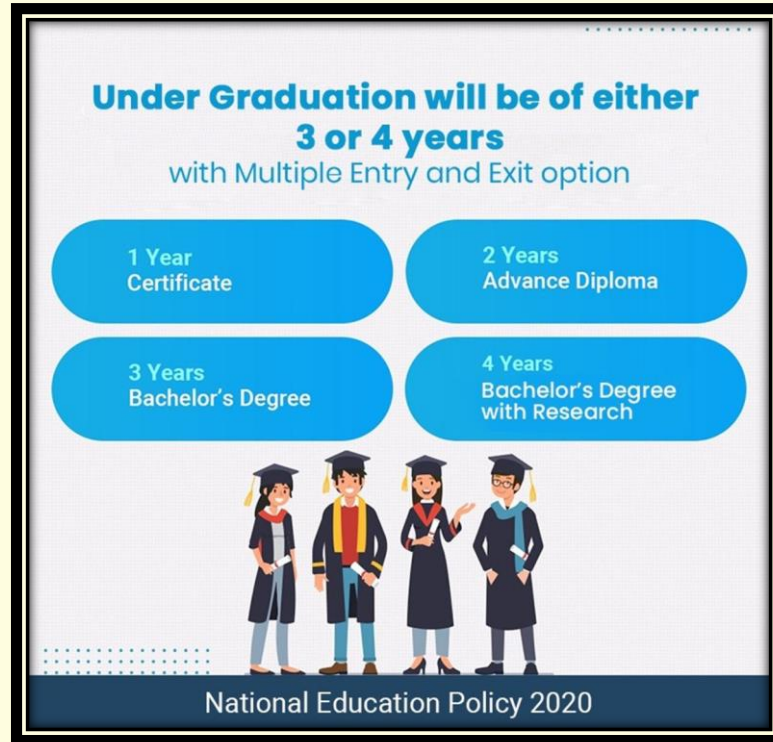 Under Graduation will be of either
3 or 4 years
with Multiple Entry and Exit option
1 Year
Certificate
2 Years
Advance Diploma
3 Years
Bachelor's Degree
4 Years
Bachelor's Degree
with Research
National Education Policy 2020